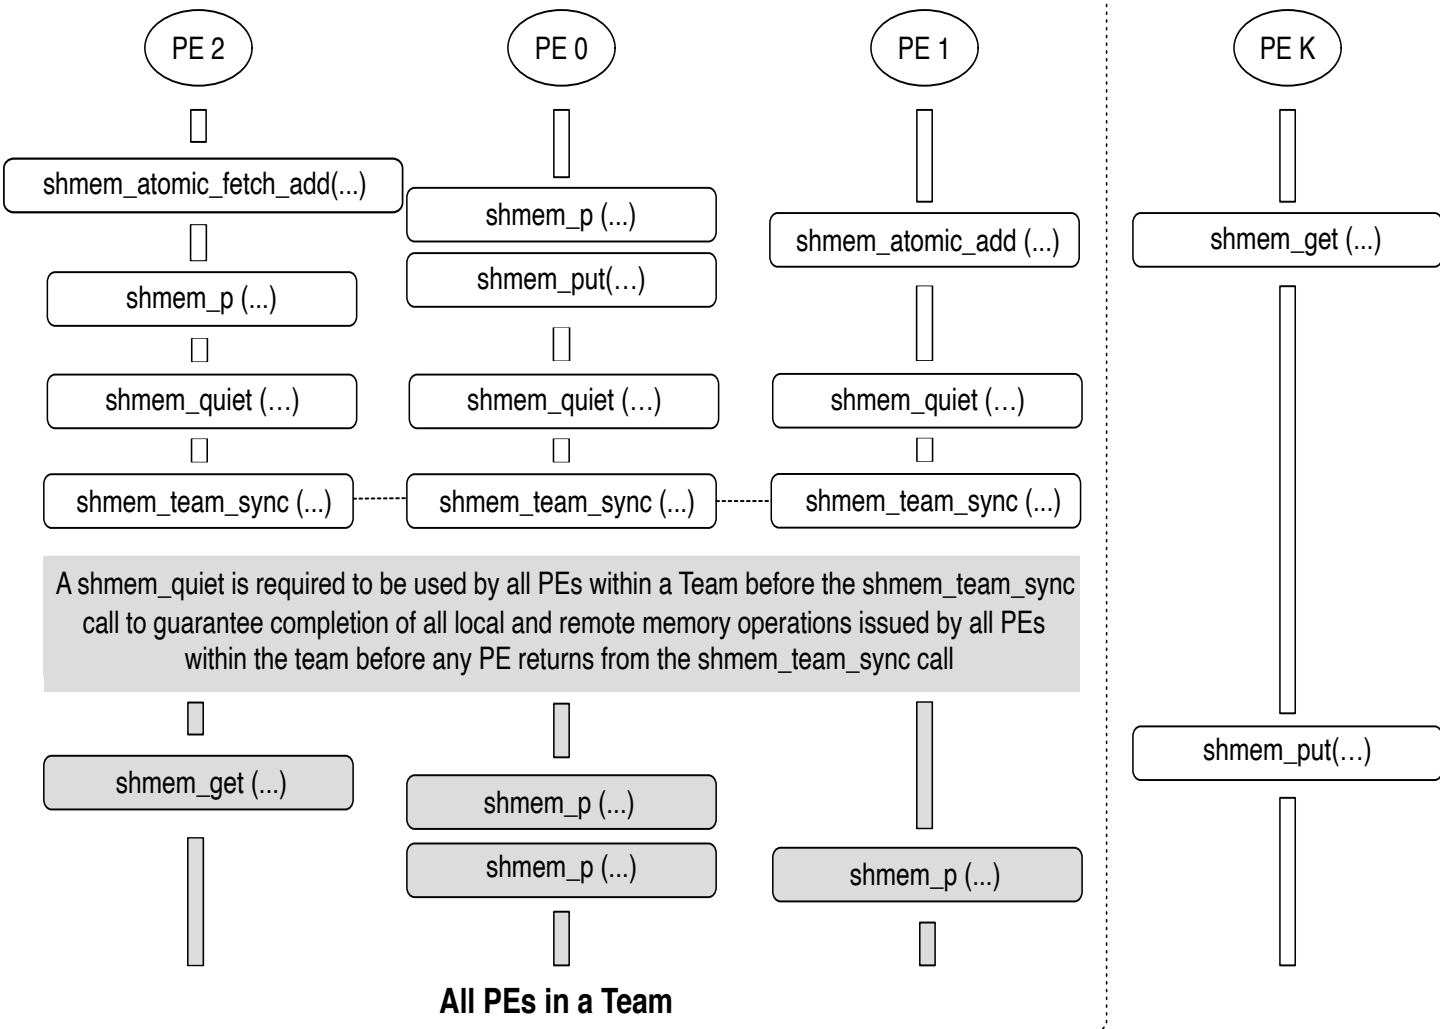 PE 2
PE 0
PE 1
PE K
shmem_atomic_fetch_add(...)
shmem_p (...)
shmem_atomic_add (...)
shmem_get (...)
shmem_put(…)
shmem_p (...)
shmem_quiet (…)
shmem_quiet (…)
shmem_quiet (…)
shmem_team_sync (...)
shmem_team_sync (...)
shmem_team_sync (...)
A shmem_quiet is required to be used by all PEs within a Team before the shmem_team_sync
call to guarantee completion of all local and remote memory operations issued by all PEs
within the team before any PE returns from the shmem_team_sync call
shmem_put(…)
shmem_get (...)
shmem_p (...)
shmem_p (...)
shmem_p (...)
All PEs in a Team